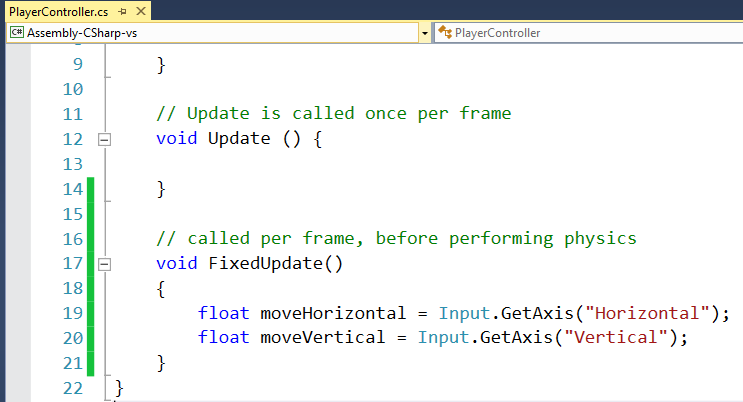 PlayerController.cs
C# Assembly-CSharp-vs
PlayerController
9 }
10
11 // Update is called once per frame
12 void Update () {
13
14 }
15
16 // called per frame, before performing physics
17 void FixedUpdate()
18 {
19 float moveHorizontal = Input.GetAxis("Horizontal");
20 float moveVertical = Input.GetAxis("Vertical");
21 }
22 }